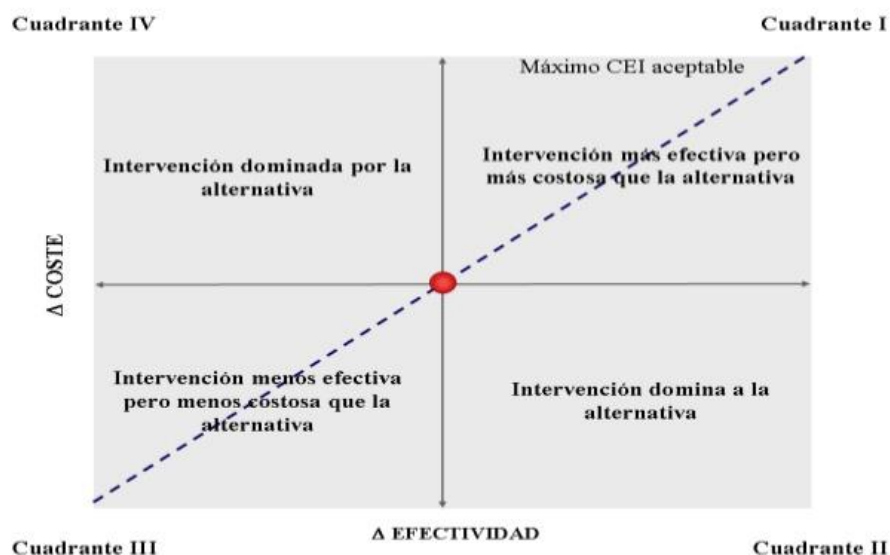 Cuadrante IV
Cuadrante I
Máximo CEI aceptable
Intervención dominada por la
alternativa
Intervención más efectiva pero
más costosa que la alternativa
Δ COSTE
Intervención menos efectiva
pero menos costosa que la
alternativa
Intervención domina a la
alternativa
Δ EFECTIVIDAD
Cuadrante III
Cuadrante II